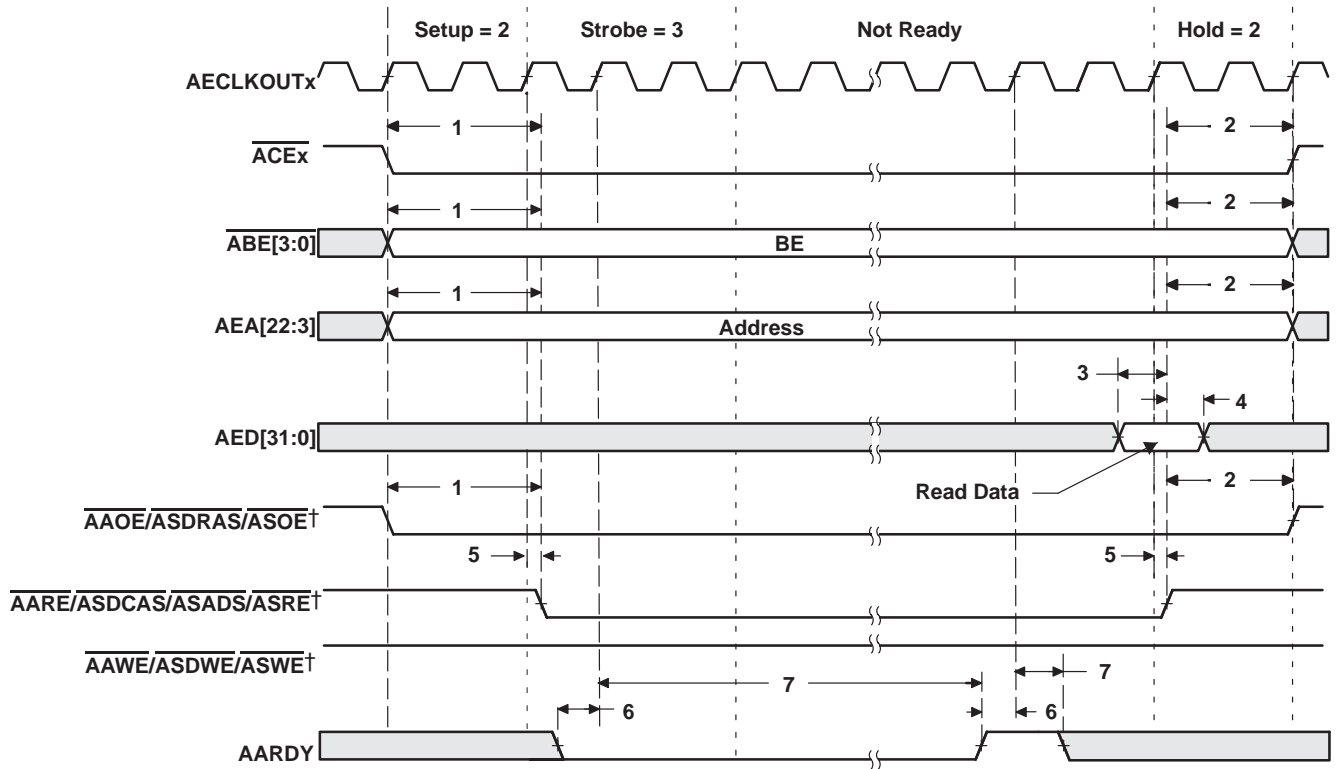 Setup = 2 Strobe = 3 Not Ready Hold = 2
AECLKOUTx
1 2
ACEx
1 2
ABE[3:0] BE
1 2
AEA[22:3] Address
3
4
AED[31:0]
1 Read Data 2
AAOE/ASDRAS/ASOE†
5 5
AARE/ASDCAS/ASADS/ASRE†
AAWE/ASDWE/ASWE†
7 7
6 6
AARDY